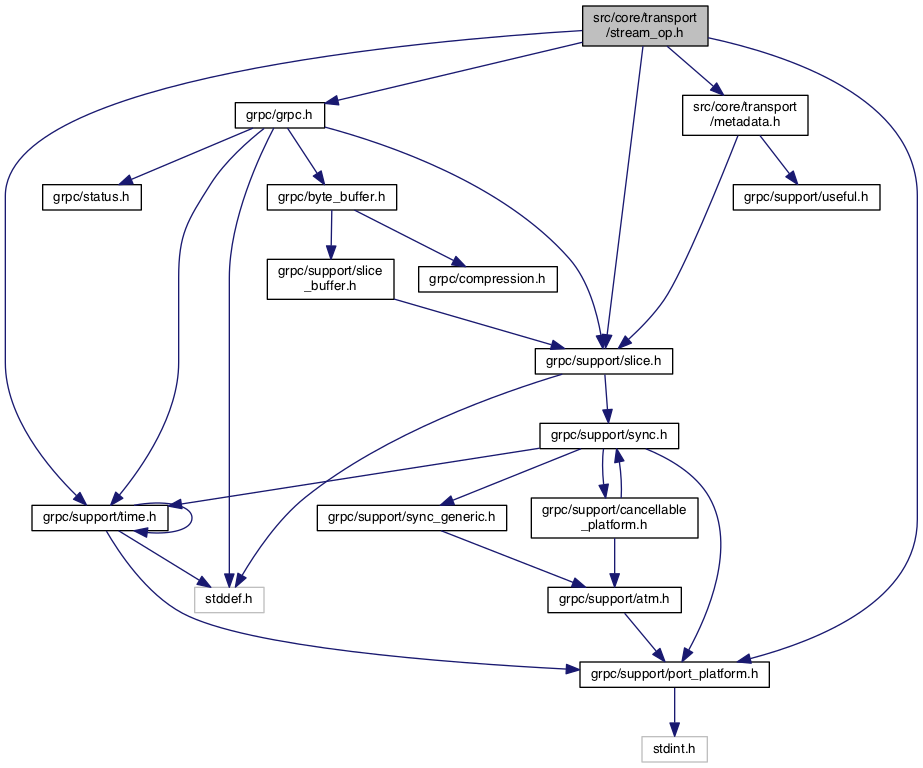 src/core/transport
/stream_op.h
grpc/grpc.h
src/core/transport
/metadata.h
grpc/status.h
grpc/byte_buffer.h
grpc/support/useful.h
grpc/support/slice
_buffer.h
grpc/compression.h
grpc/support/slice.h
grpc/support/sync.h
grpc/support/time.h
grpc/support/sync_generic.h
grpc/support/cancellable
_platform.h
stddef.h
grpc/support/atm.h
grpc/support/port_platform.h
stdint.h